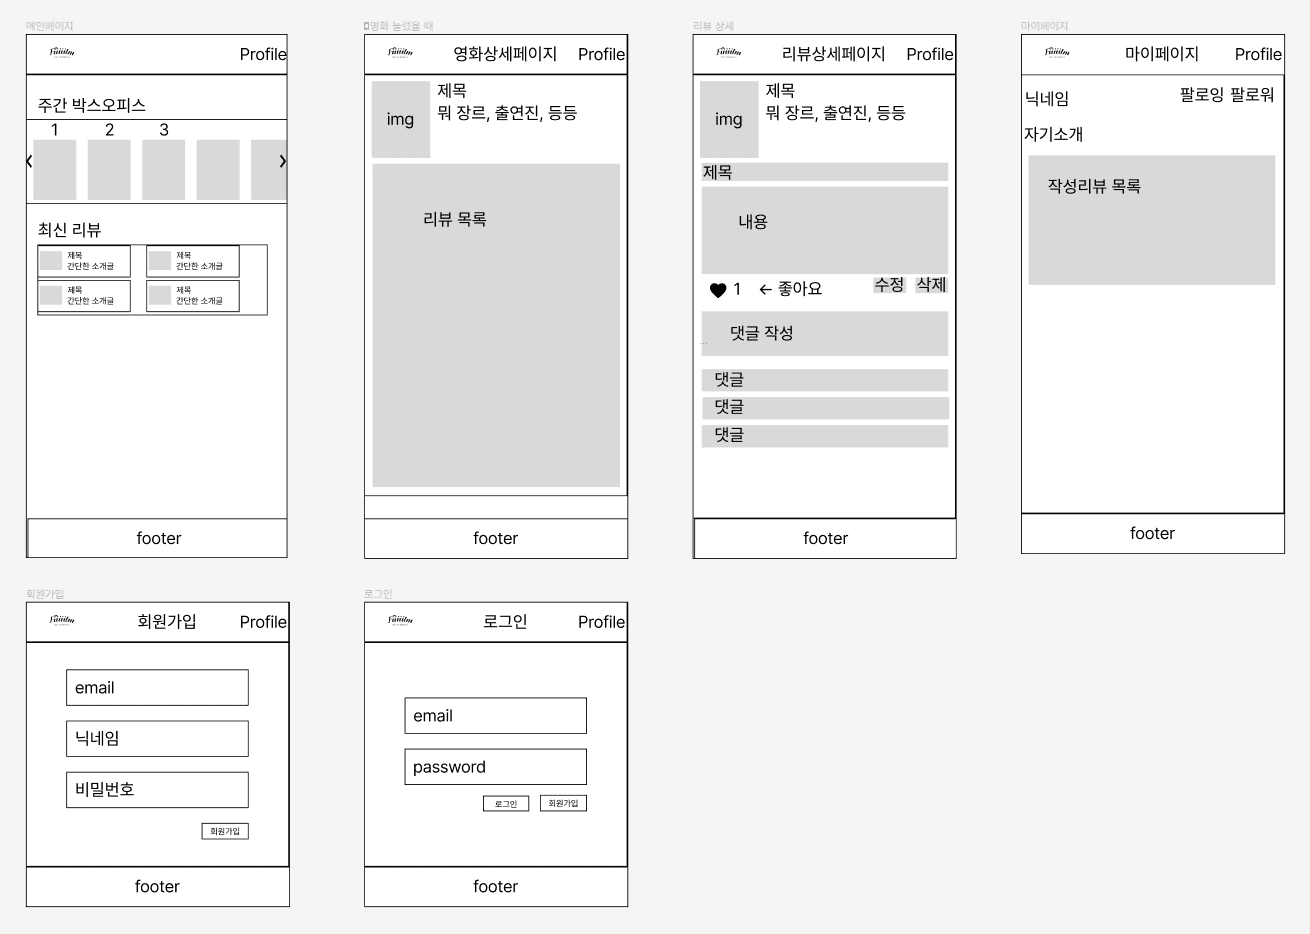 메인페이지
Fuiiilm
Profile
주간 박스오피스
1
2
3
최신 리뷰
제목
간단한 소개글
제목
간단한 소개글
제목
간단한 소개글
제목
간단한 소개글
footer
영화 눌렀을 때
Fuiiilm
영화상세페이지
Profile
img
제목
뭐 장르, 출연진, 등등
리뷰 목록
footer
리뷰 상세
Fuiiilm
리뷰상세페이지
Profile
img
제목
뭐 장르, 출연진, 등등
제목
내용
1 ← 좋아요
수정
삭제
댓글 작성
...
댓글
댓글
댓글
footer
마이페이지
Fuiiilm
마이페이지
Profile
닉네임
팔로잉 팔로워
자기소개
작성리뷰 목록
footer
회원가입
Fuiiilm
회원가입
Profile
email
닉네임
비밀번호
회원가입
footer
로그인
Fuiiilm
로그인
Profile
email
password
로그인
회원가입
footer